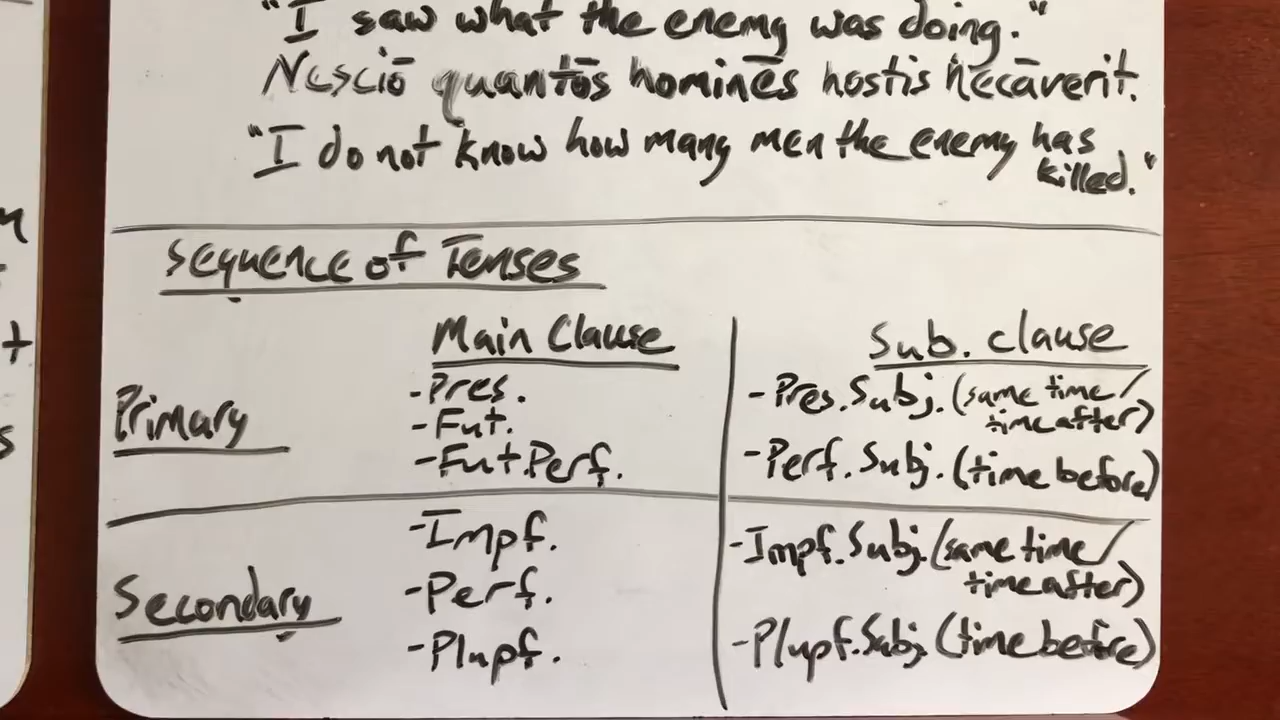 "I saw what the enemy was doing."
Nesciō quantōs hominēs hostis necāverit.
"I do not know how many men the enemy has
killed."
Sequence of Tenses
Main Clause
Sub. clause
Primary
-Pres.
-Fut.
-Fut.Perf.
-Pres.Subj. (same time/
time after)
-Perf. Subj. (time before)
Secondary
-Impf.
-Perf.
-Plupf.
-Impf.Subj. (same time/
time after)
-Plupf.Subj. (time before)